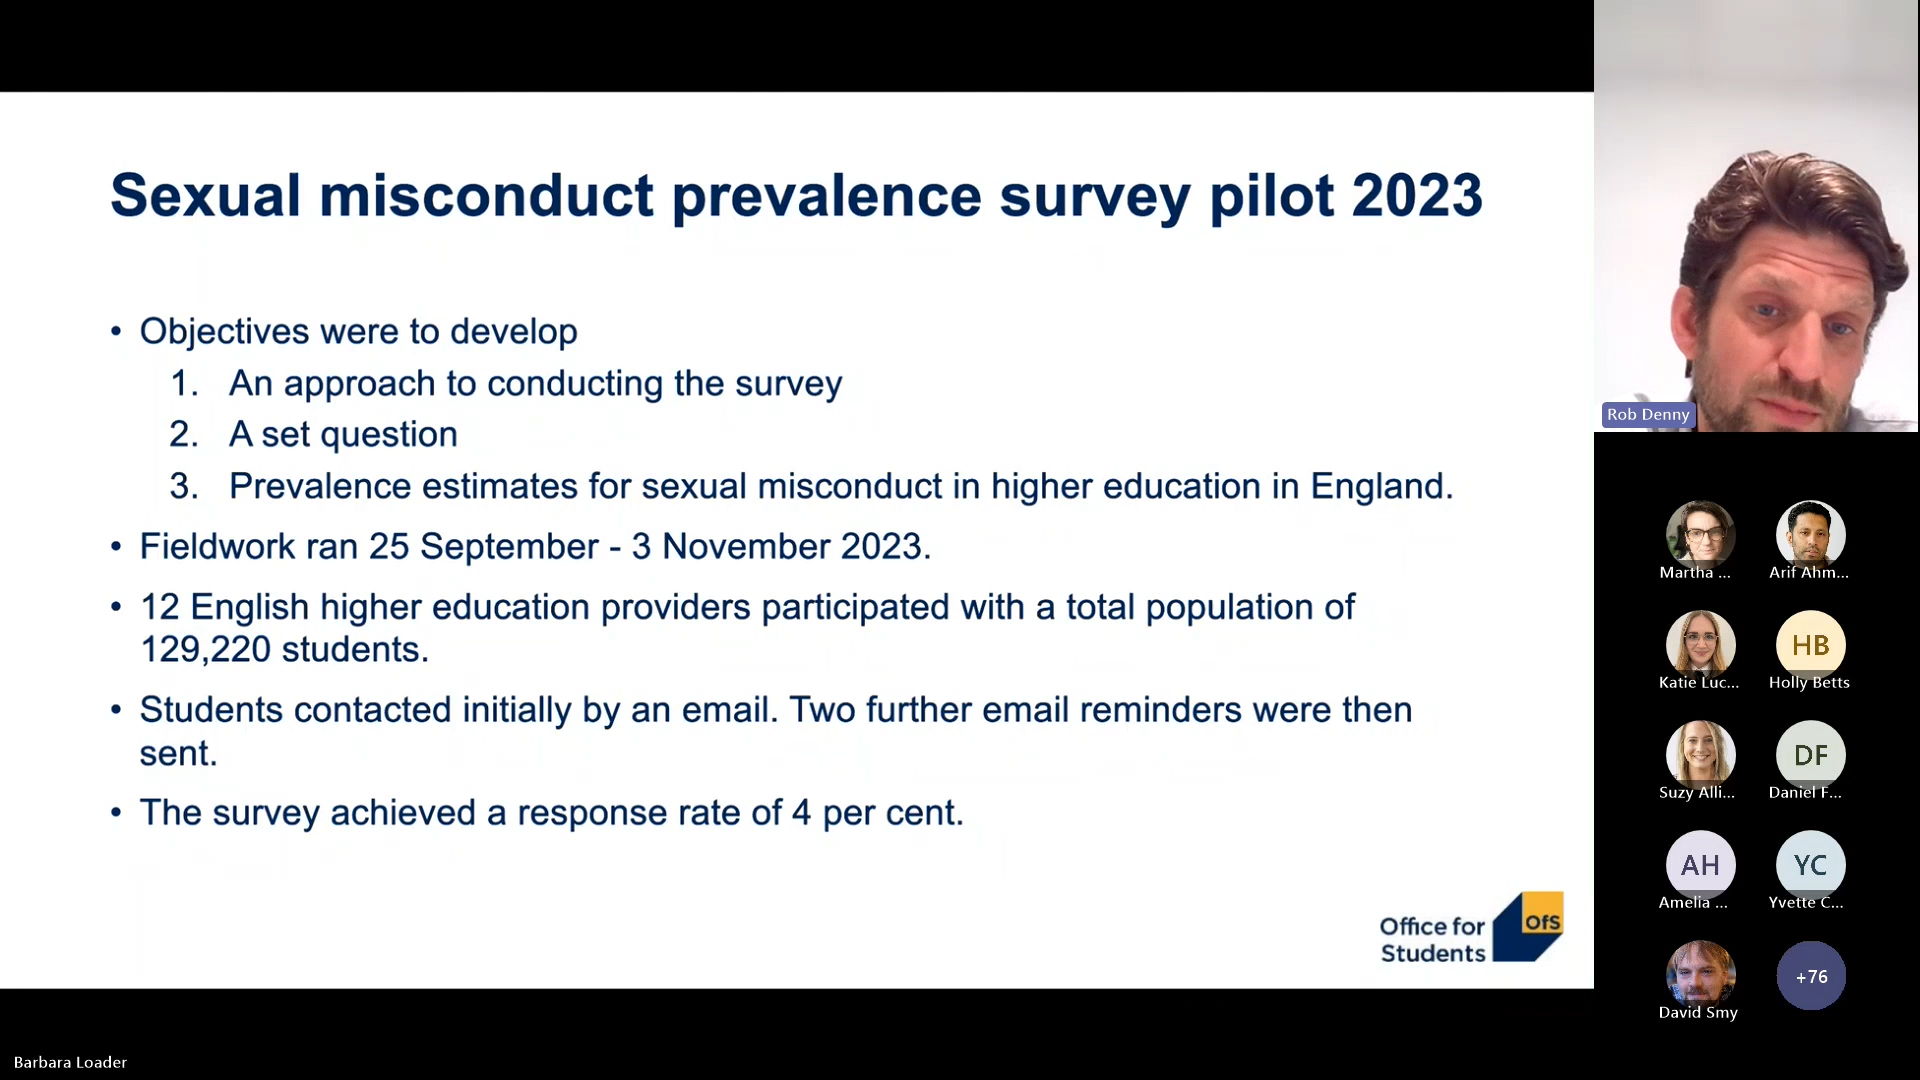 Sexual misconduct prevalence survey pilot 2023
• Objectives were to develop
1. An approach to conducting the survey
2. A set question
3. Prevalence estimates for sexual misconduct in higher education in England.
• Fieldwork ran 25 September - 3 November 2023.
• 12 English higher education providers participated with a total population of
129,220 students.
• Students contacted initially by an email. Two further email reminders were then
sent.
• The survey achieved a response rate of 4 per cent.
Office for
Students
OfS
Rob Denny
Martha ...
Arif Ahm...
Katie Luc...
HB
Holly Betts
Suzy Alli...
DF
Daniel F...
AH
Amelia ...
YC
Yvette C...
David Smy
+76
Barbara Loader